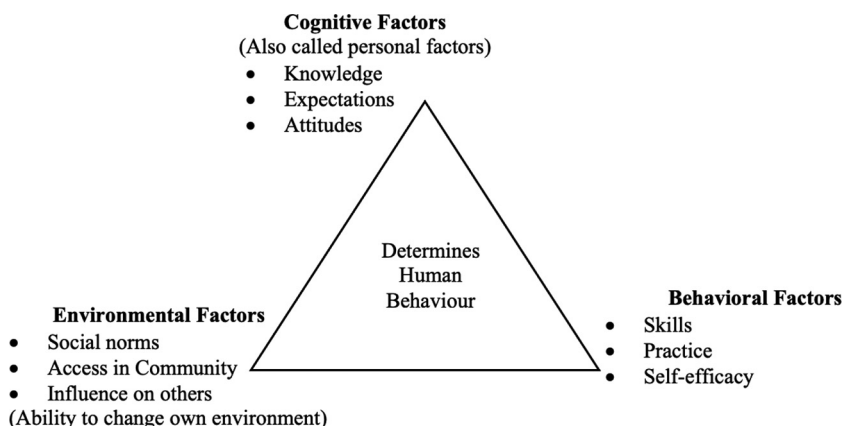 Cognitive Factors
(Also called personal factors)
• Knowledge
• Expectations
• Attitudes
Determines
Human
Behaviour
Environmental Factors
• Social norms
• Access in Community
• Influence on others
(Ability to change own environment)
Behavioral Factors
• Skills
• Practice
• Self-efficacy